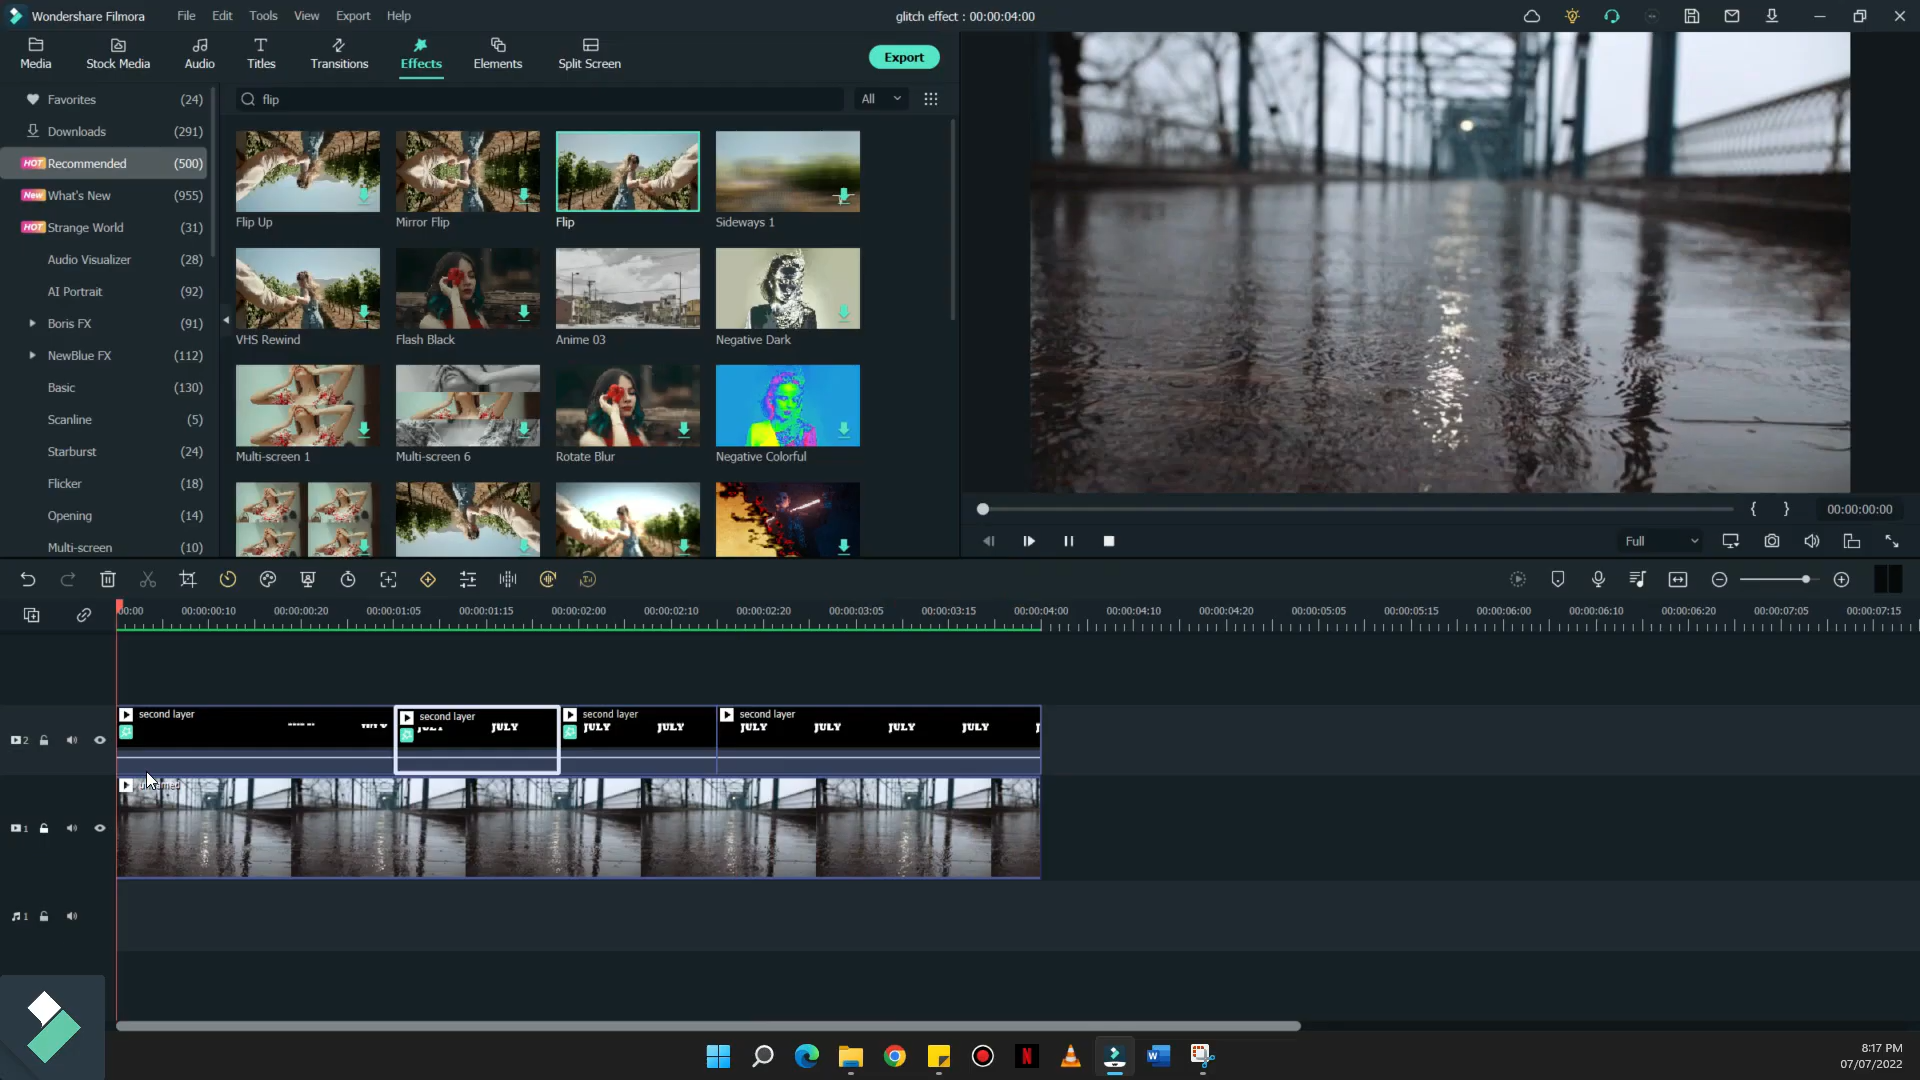 Wondershare Filmora
File Edit Tools View Export Help
glitch effect : 00:00:04:00
Media Stock Media Audio Titles Transitions Effects Elements Split Screen
Export
Favorites (24)
Downloads (291)
HOT Recommended (500)
New What's New (955)
HOT Strange World (31)
Audio Visualizer (28)
AI Portrait (92)
Boris FX (91)
NewBlue FX (112)
Basic (130)
Scanline (5)
Starburst (24)
Flicker (18)
Opening (14)
Multi-screen (10)
flip
All
Flip Up Mirror Flip Flip Sideways 1
VHS Rewind Flash Black Anime 03 Negative Dark
Multi-screen 1 Multi-screen 6 Rotate Blur Negative Colorful
{ } 00:00:00:00
Full
00:00 00:00:00:10 00:00:00:20 00:00:01:05 00:00:01:15 00:00:02:00 00:00:02:10 00:00:02:20 00:00:03:05 00:00:03:15 00:00:04:00 00:00:04:10 00:00:04:20 00:00:05:05 00:00:05:15 00:00:06:00 00:00:06:10 00:00:06:20 00:00:07:05 00:00:07:15
second layer second layer second layer second layer
JULY JULY JULY JULY JULY JULY JULY JULY
2
1
1
8:17 PM
07/07/2022